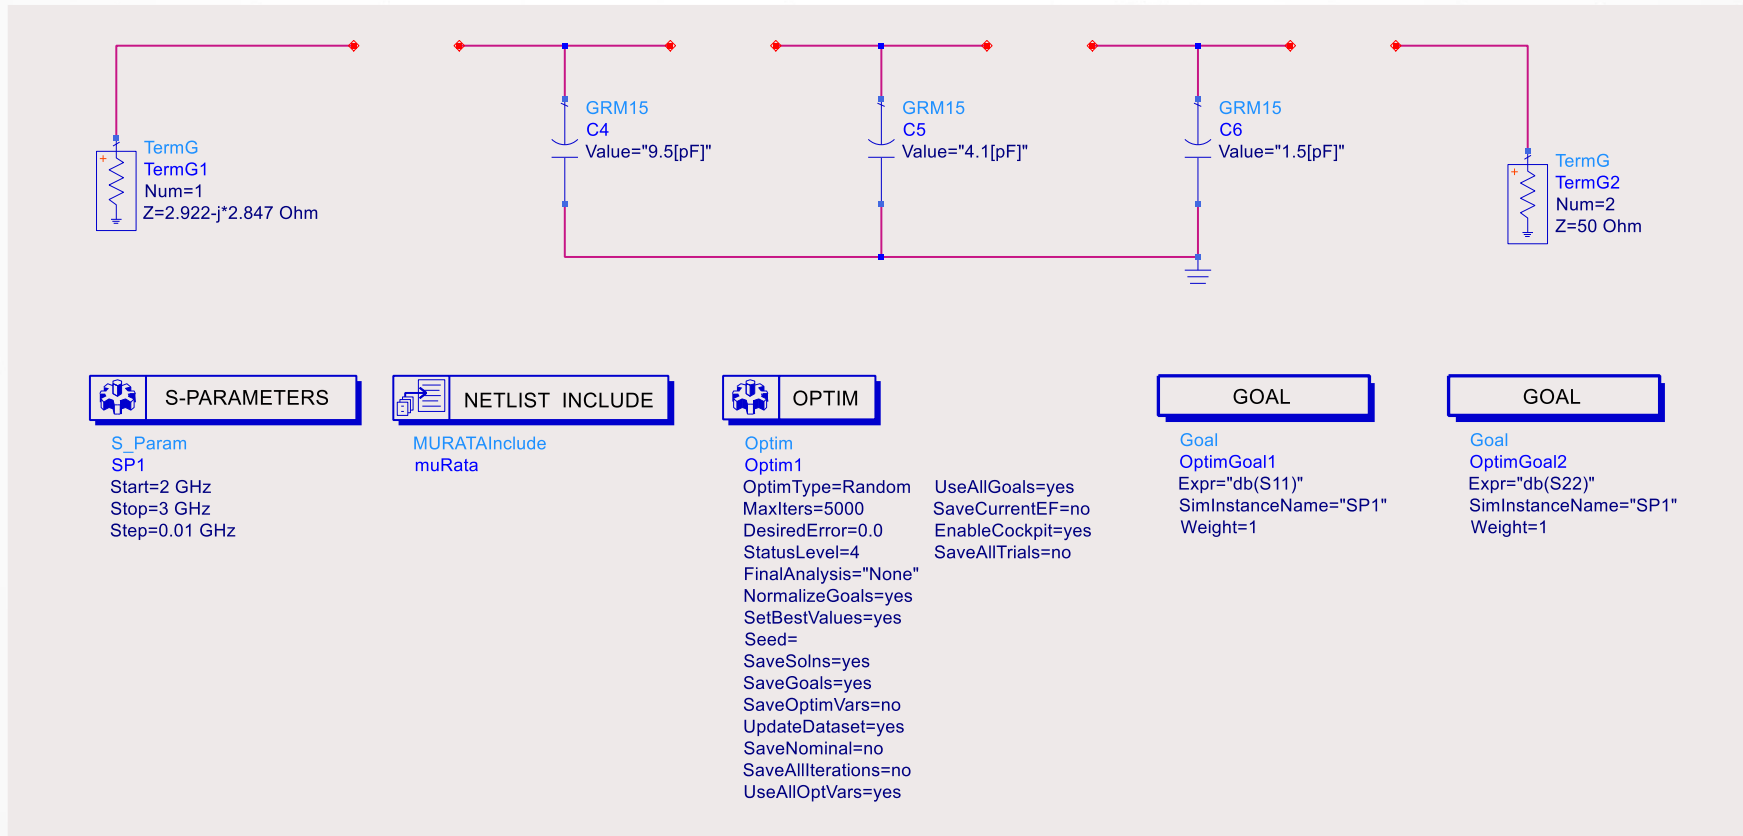 GRM15
C4
Value="9.5[pF]"
GRM15
C5
Value="4.1[pF]"
GRM15
C6
Value="1.5[pF]"
+
TermG
TermG1
Num=1
Z=2.922-j*2.847 Ohm
+
TermG
TermG2
Num=2
Z=50 Ohm
S-PARAMETERS
S_Param
SP1
Start=2 GHz
Stop=3 GHz
Step=0.01 GHz
NETLIST INCLUDE
MURATAInclude
muRata
OPTIM
Optim
Optim1
OptimType=Random
MaxIters=5000
DesiredError=0.0
StatusLevel=4
FinalAnalysis="None"
NormalizeGoals=yes
SetBestValues=yes
Seed=
SaveSolns=yes
SaveGoals=yes
SaveOptimVars=no
UpdateDataset=yes
SaveNominal=no
SaveAllIterations=no
UseAllOptVars=yes
UseAllGoals=yes
SaveCurrentEF=no
EnableCockpit=yes
SaveAllTrials=no
GOAL
Goal
OptimGoal1
Expr="db(S11)"
SimInstanceName="SP1"
Weight=1
GOAL
Goal
OptimGoal2
Expr="db(S22)"
SimInstanceName="SP1"
Weight=1